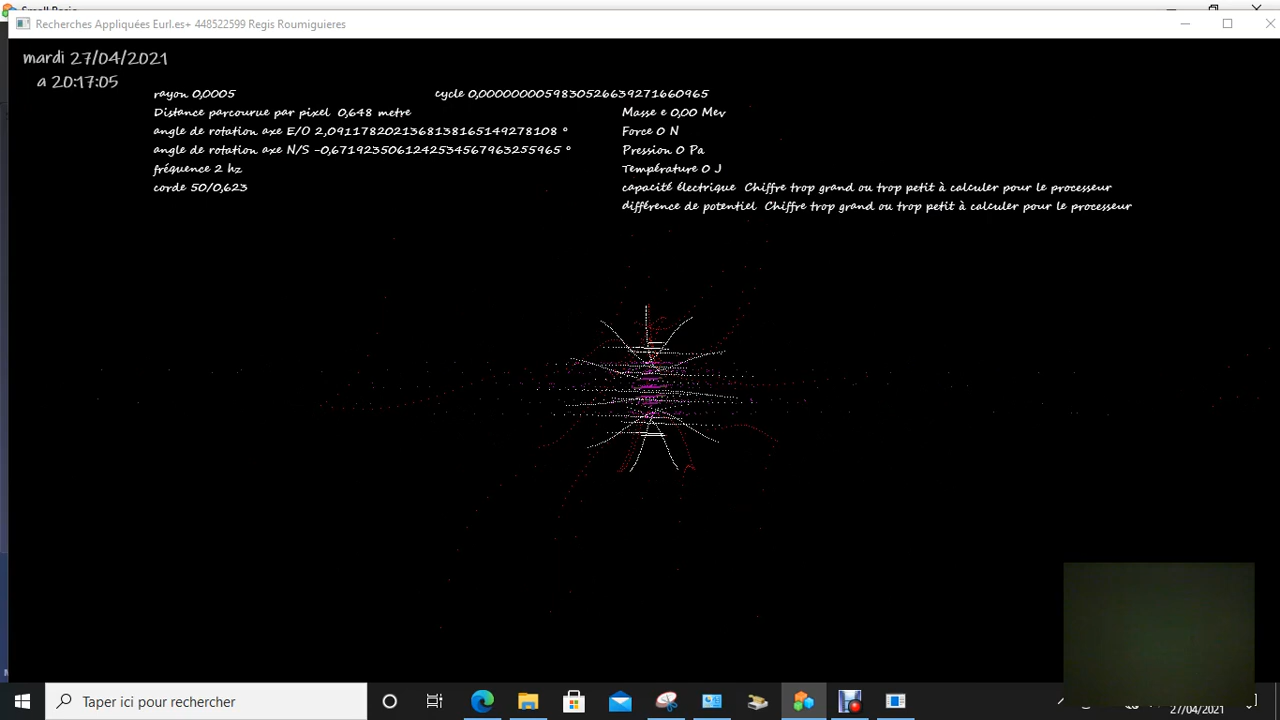 Small Basic
Recherches Appliquées Eurl.es+ 448522599 Regis Roumiguieres
mardi 27/04/2021
a 20:17:05
rayon 0,0005
cycle 0,0000000059830526639271660965
Distance parcourue par pixel 0,648 metre
Masse e 0,00 Mev
angle de rotation axe E/O 2,0911782021368138165149278108 °
Force 0 N
angle de rotation axe N/S -0,6719235061242534567963255965 °
Pression 0 Pa
fréquence 2 hz
Température 0 J
corde 50/0,623
capacité électrique Chiffre trop grand ou trop petit à calculer pour le processeur
différence de potentiel Chiffre trop grand ou trop petit à calculer pour le processeur
Taper ici pour rechercher
27/04/2021